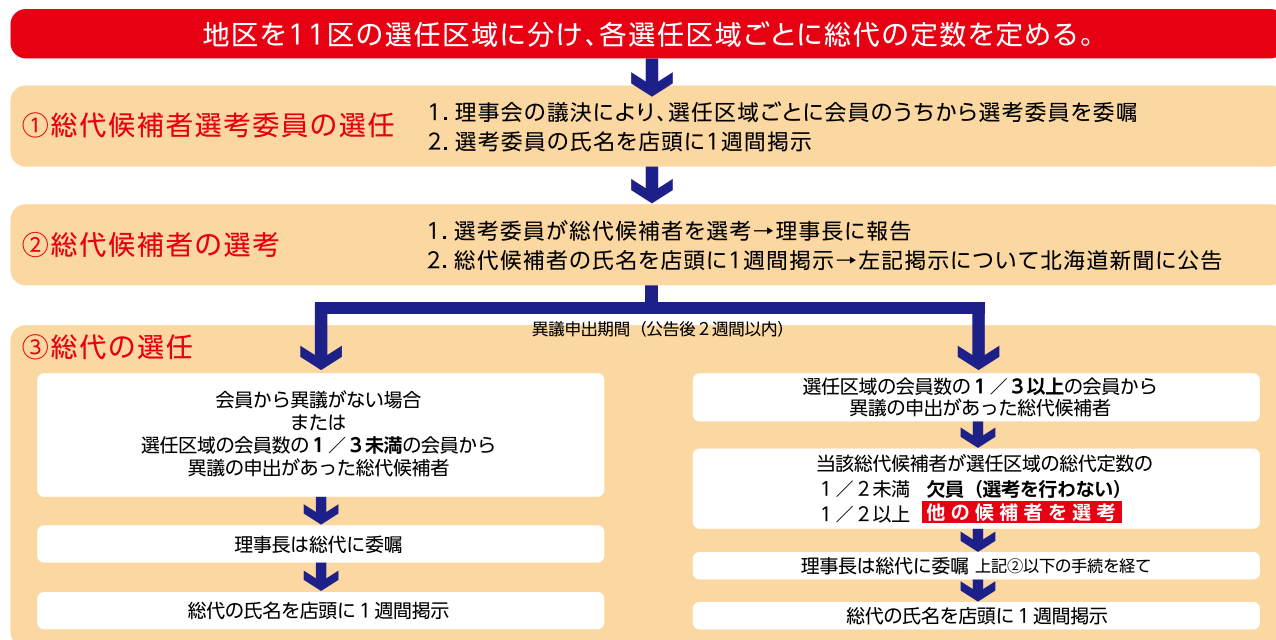 地区を11区の選任区域に分け、各選任区域ごとに総代の定数を定める。
①総代候補者選考委員の選任
1. 理事会の議決により、選任区域ごとに会員のうちから選考委員を委嘱
2. 選考委員の氏名を店頭に1週間掲示
②総代候補者の選考
1. 選考委員が総代候補者を選考→理事長に報告
2. 総代候補者の氏名を店頭に1週間掲示→左記掲示について北海道新聞に公告
異議申出期間（公告後2週間以内）
③総代の選任
会員から異議がない場合
または
選任区域の会員数の1／3未満の会員から
異議の申出があった総代候補者
理事長は総代に委嘱
総代の氏名を店頭に1週間掲示
選任区域の会員数の1／3以上の会員から
異議の申出があった総代候補者
当該総代候補者が選任区域の総代定数の
1／2未満 欠員（選考を行わない）
1／2以上 他の候補者を選考
理事長は総代に委嘱 上記②以下の手続を経て
総代の氏名を店頭に1週間掲示